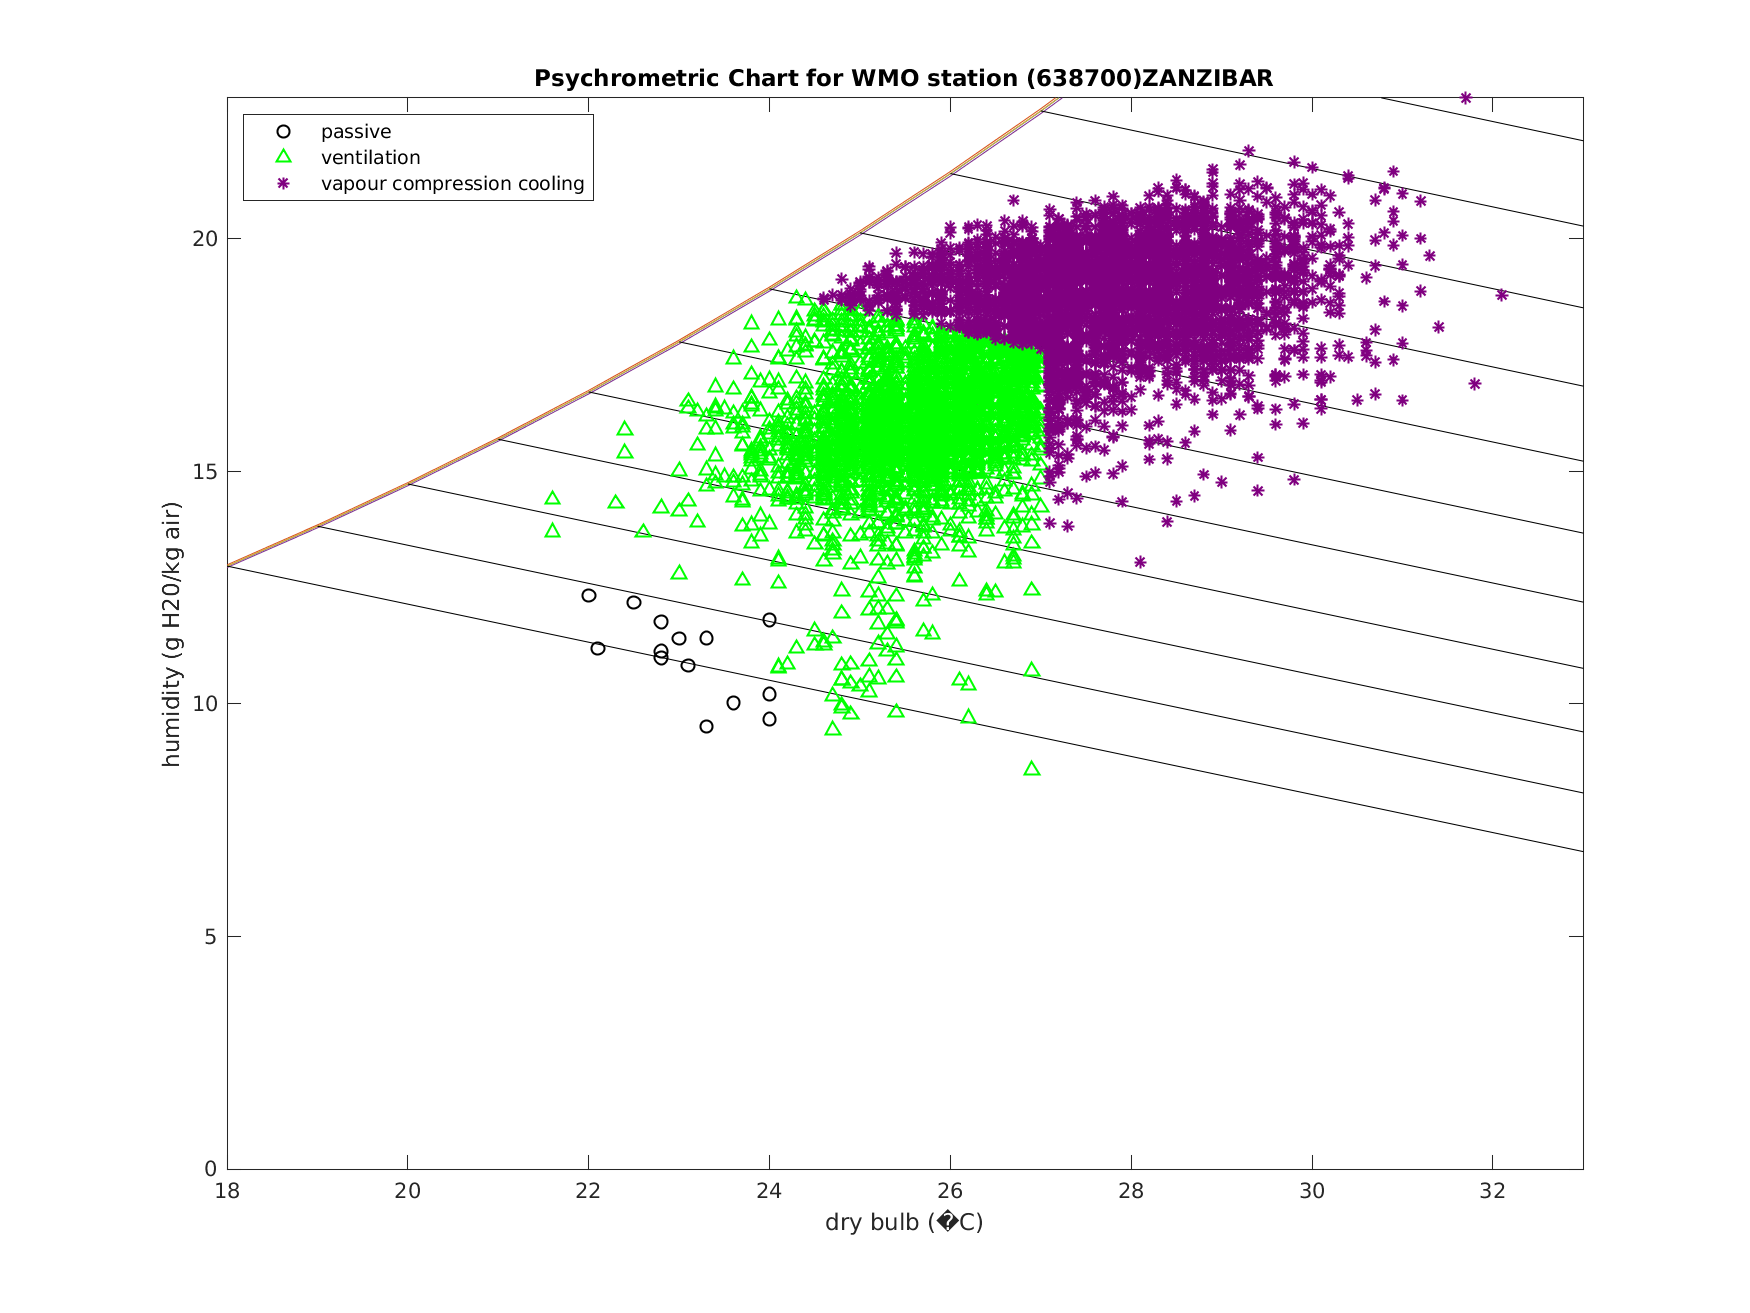 Psychrometric Chart for WMO station (638700)ZANZIBAR
passive
ventilation
vapour compression cooling
humidity (g H20/kg air)
20
15
10
5
0
18 20 22 24 26 28 30 32
dry bulb (�C)